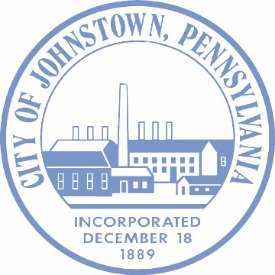 CITY OF JOHNSTOWN, PENNSYLVANIA
INCORPORATED
DECEMBER 18
1889